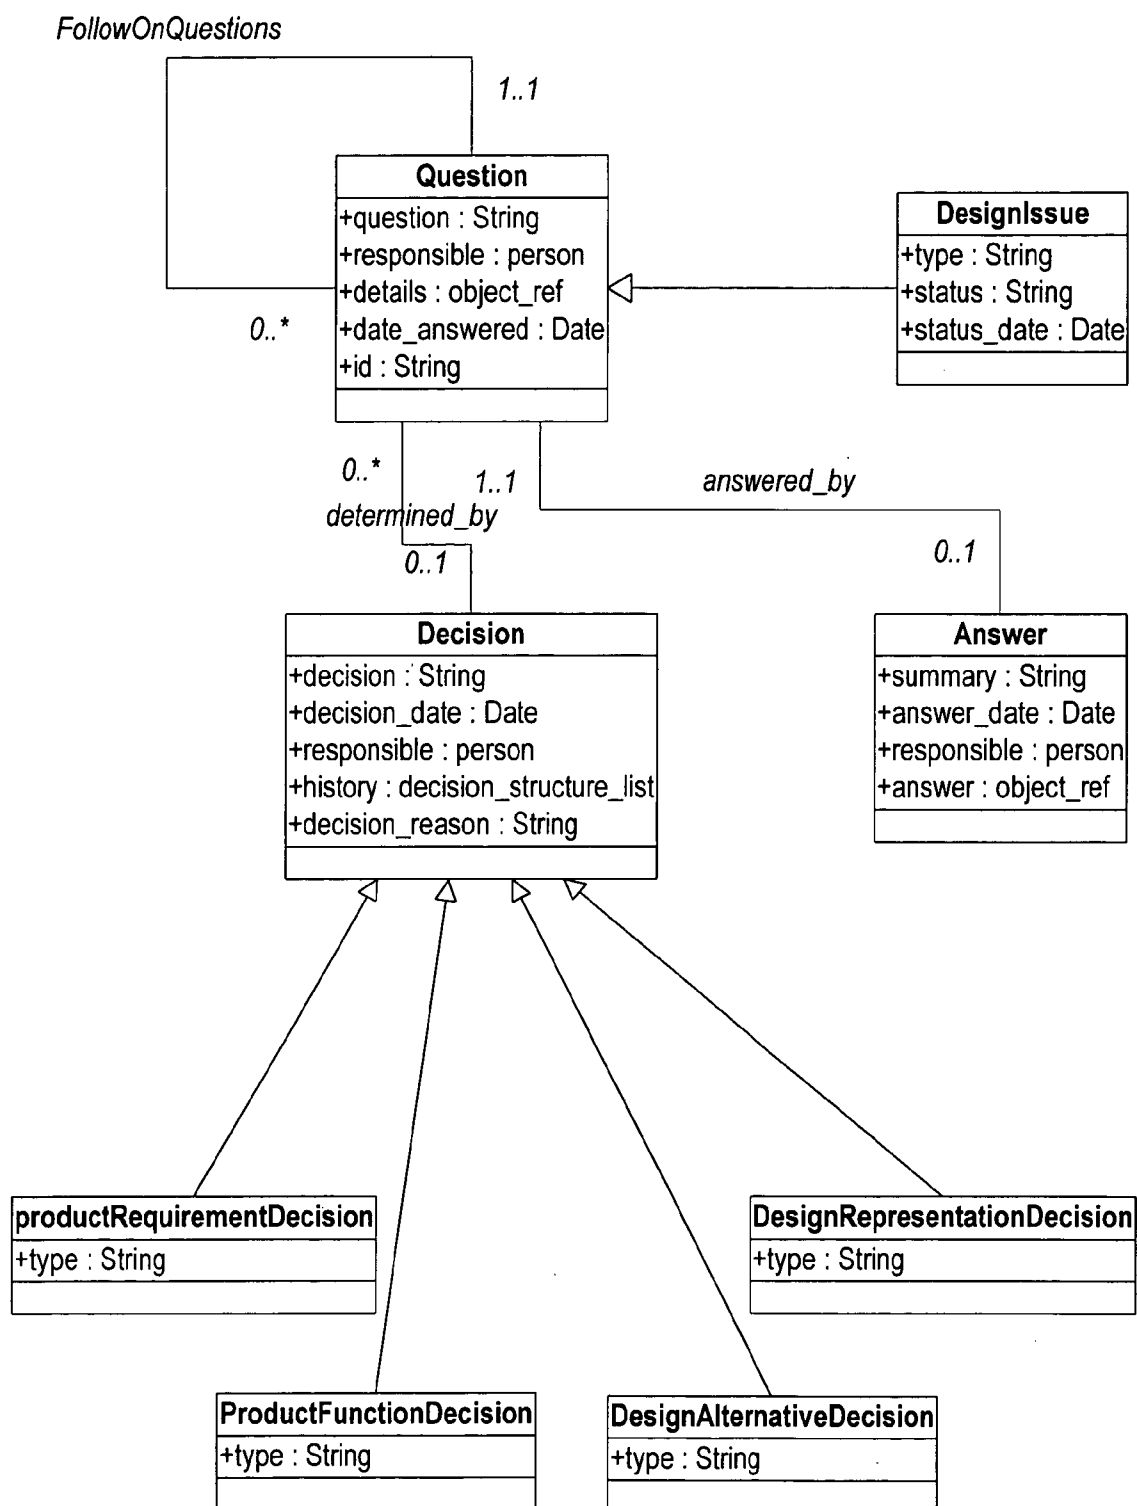 FollowOnQuestions
1..1
Question
+question : String
+responsible : person
+details : object_ref
+date_answered : Date
+id : String
0..*
DesignIssue
+type : String
+status : String
+status_date : Date
0..*
1..1
answered_by
determined_by
0..1
0..1
Decision
+decision : String
+decision_date : Date
+responsible : person
+history : decision_structure_list
+decision_reason : String
Answer
+summary : String
+answer_date : Date
+responsible : person
+answer : object_ref
productRequirementDecision
+type : String
DesignRepresentationDecision
+type : String
ProductFunctionDecision
+type : String
DesignAlternativeDecision
+type : String